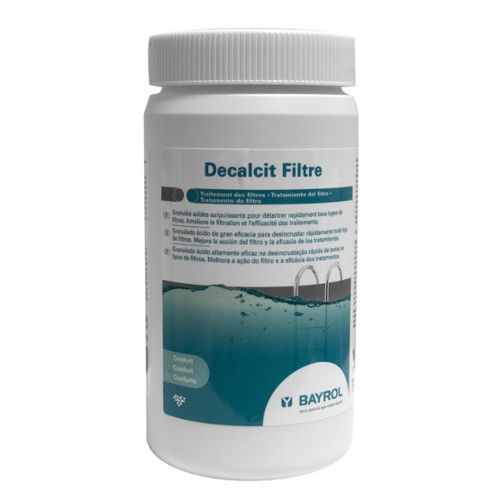 Decalcit Filtre
Traitement des filtres • Tratamiento del filtro •
Tratamento do filtro
Granulés acides surpuissants pour détartrer rapidement tous types de
filtres. Améliore la filtration et l'efficacité des traitements.
Granulado ácido de gran eficacia para desincrustar rápidamente todo tipo
de filtros. Mejora la acción del filtro y la eficacia de los tratamientos.
Granulado ácido altamente eficaz na desincrustação rápida de todos os
tipos de filtros. Melhora a ação do filtro e a eficácia dos tratamentos.
Confort
Confort
Conforto
BAYROL